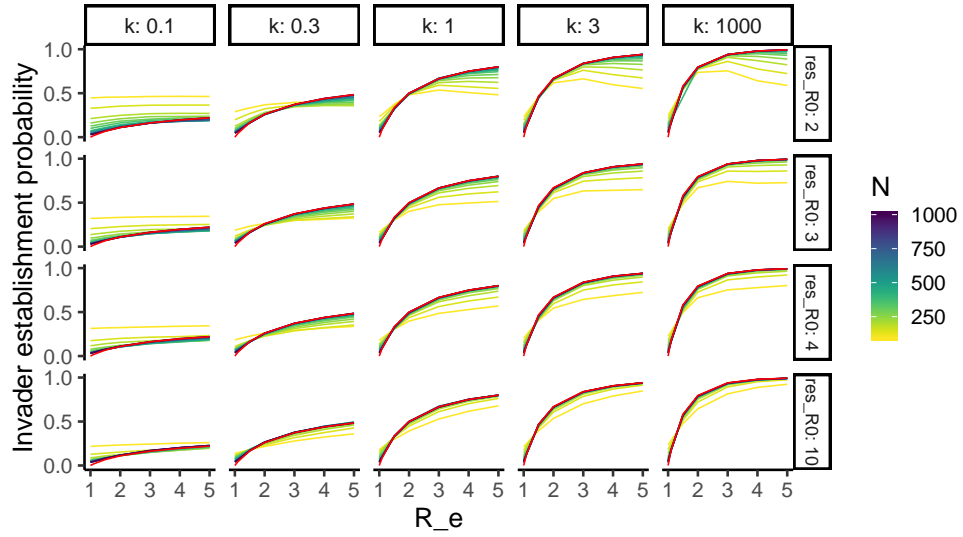 k: 0.1 k: 0.3 k: 1 k: 3 k: 1000
Invader establishment probability
1.0
0.5
0.0
res_R0: 2
1.0
0.5
0.0
res_R0: 3
1.0
0.5
0.0
res_R0: 4
1.0
0.5
0.0
res_R0: 10
1 2 3 4 5 1 2 3 4 5 1 2 3 4 5 1 2 3 4 5 1 2 3 4 5
R_e
N
1000
750
500
250